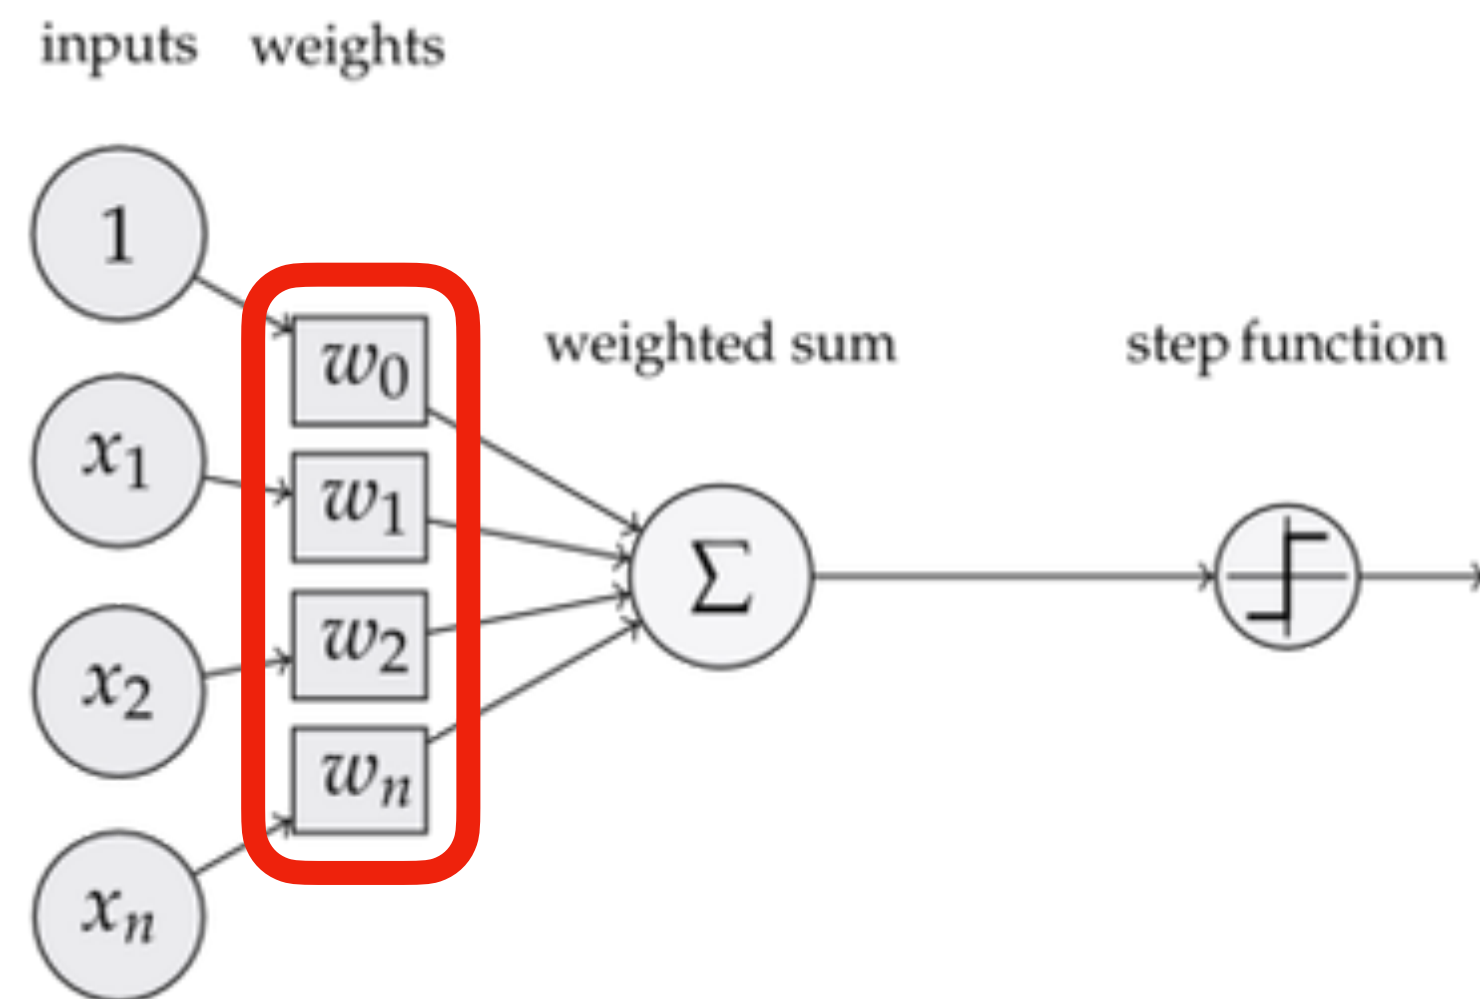 inputs weights
1
w₀
weighted sum
step function
x₁
w₁
Σ
x₂
w₂
wₙ
xₙ